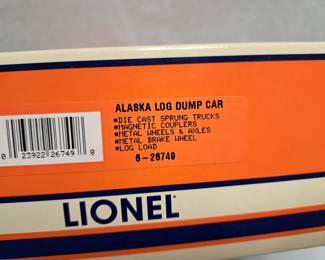 ALASKA LOG DUMP CAR
*DIE CAST SPRUNG TRUCKS
*MAGNETIC COUPLERS
*METAL WHEELS & AXLES
*METAL BRAKE WHEEL
*LOG LOAD
6-26749
0 23922 26749 8
LIONEL